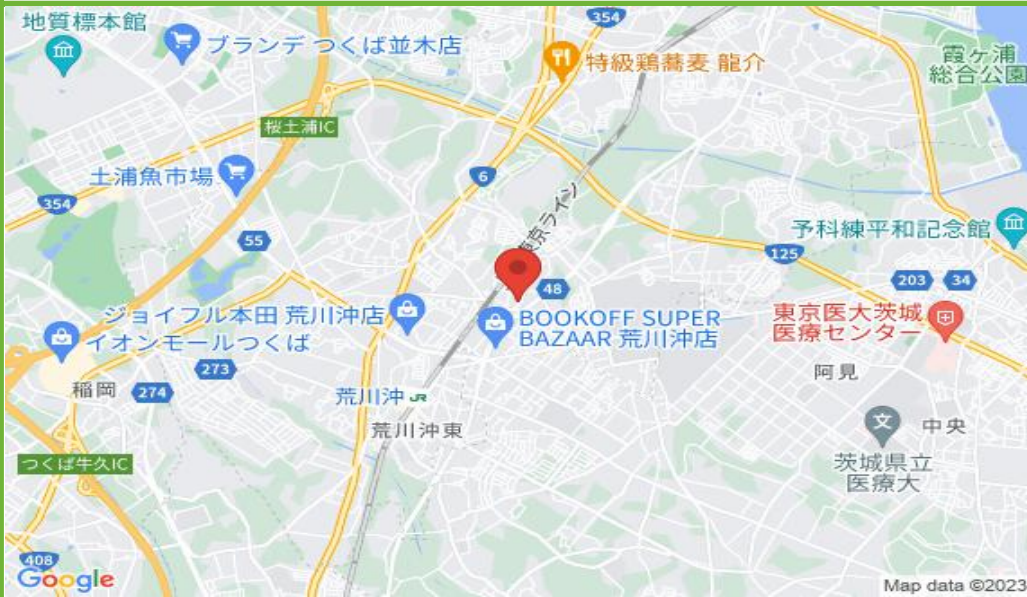 地質標本館
ブランデ つくば並木店
354
特級鶏蕎麦 龍介
霞ヶ浦
総合公園
桜土浦IC
土浦魚市場
6
354
55
東京ライン
予科練平和記念館
125
203
34
48
ジョイフル本田 荒川沖店
イオンモールつくば
BOOKOFF SUPER
BAZAAR 荒川沖店
東京医大茨城
医療センター
273
稲岡
274
荒川沖
JR
阿見
荒川沖東
中央
つくば牛久IC
茨城県立
医療大
408
Google
Map data ©2023